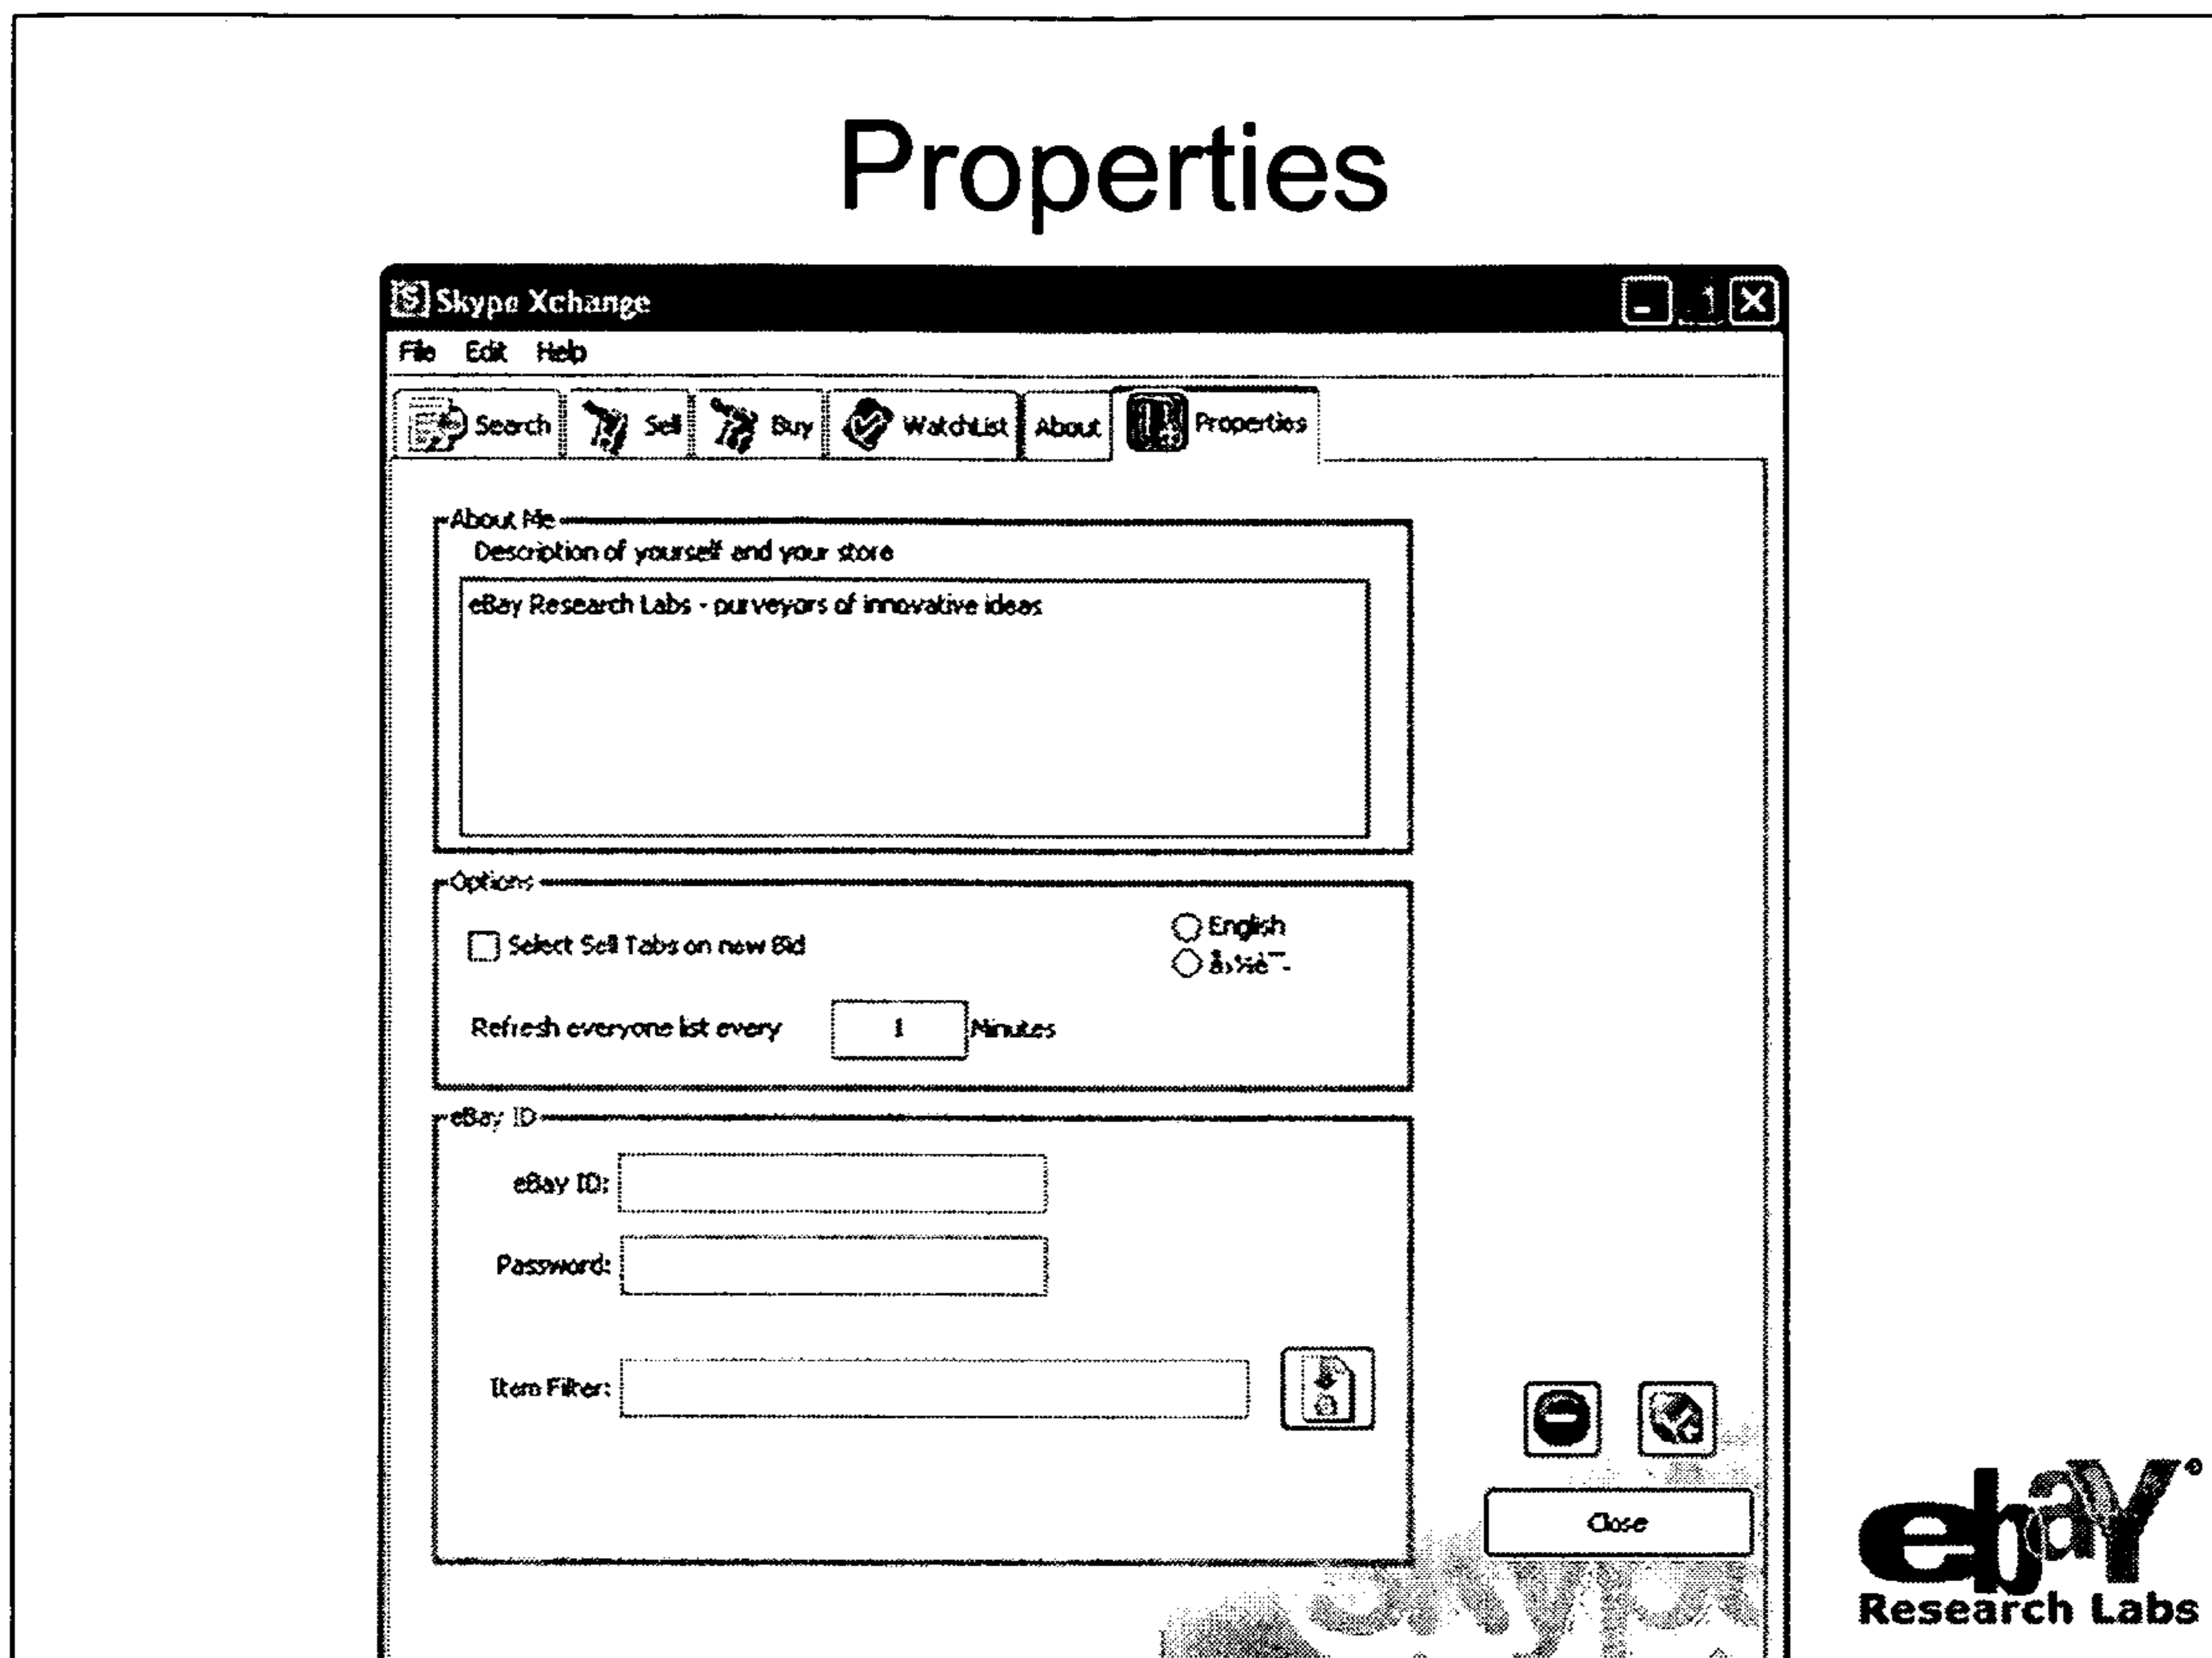 Properties
Skype Xchange
File Edit Help
Search Sell Buy WatchList About Properties
About Me
Description of yourself and your store
eBay Research Labs - purveyors of innovative ideas
Options
Select Sell Tabs on new Bid
English
Refresh everyone list every 1 Minutes
eBay ID
eBay ID:
Password:
Item Filter:
Close
skype
ebaY
Research Labs